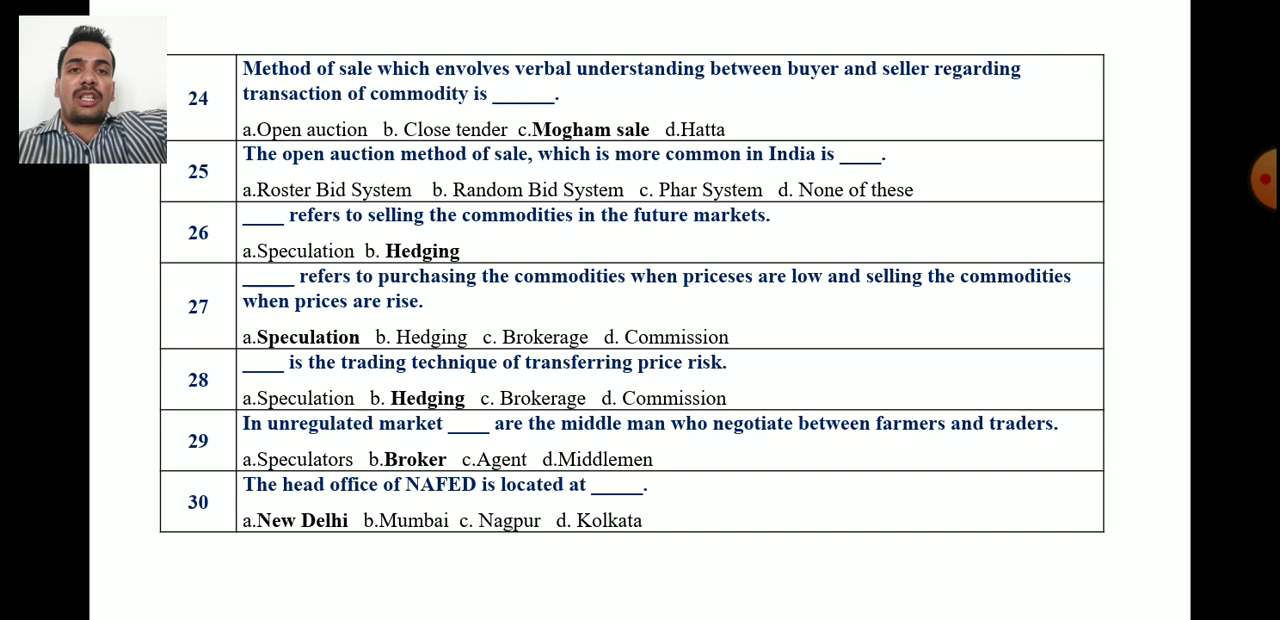 24
Method of sale which envolves verbal understanding between buyer and seller regarding
transaction of commodity is ______.
a.Open auction b. Close tender c.Mogham sale d.Hatta
25
The open auction method of sale, which is more common in India is ____.
a.Roster Bid System b. Random Bid System c. Phar System d. None of these
26
____ refers to selling the commodities in the future markets.
a.Speculation b. Hedging
27
_____ refers to purchasing the commodities when priceses are low and selling the commodities
when prices are rise.
a.Speculation b. Hedging c. Brokerage d. Commission
28
____ is the trading technique of transferring price risk.
a.Speculation b. Hedging c. Brokerage d. Commission
29
In unregulated market ____ are the middle man who negotiate between farmers and traders.
a.Speculators b.Broker c.Agent d.Middlemen
30
The head office of NAFED is located at _____.
a.New Delhi b.Mumbai c. Nagpur d. Kolkata